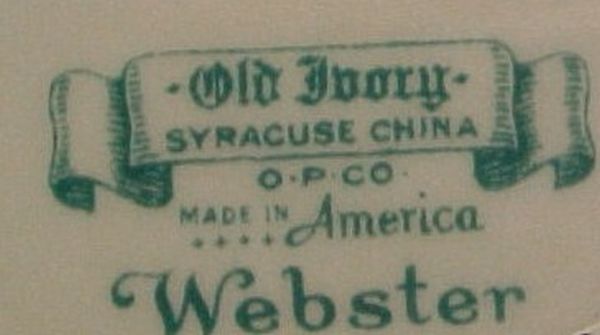 ·Old Ivory·
SYRACUSE CHINA
O·P·CO·
MADE IN America
Webster